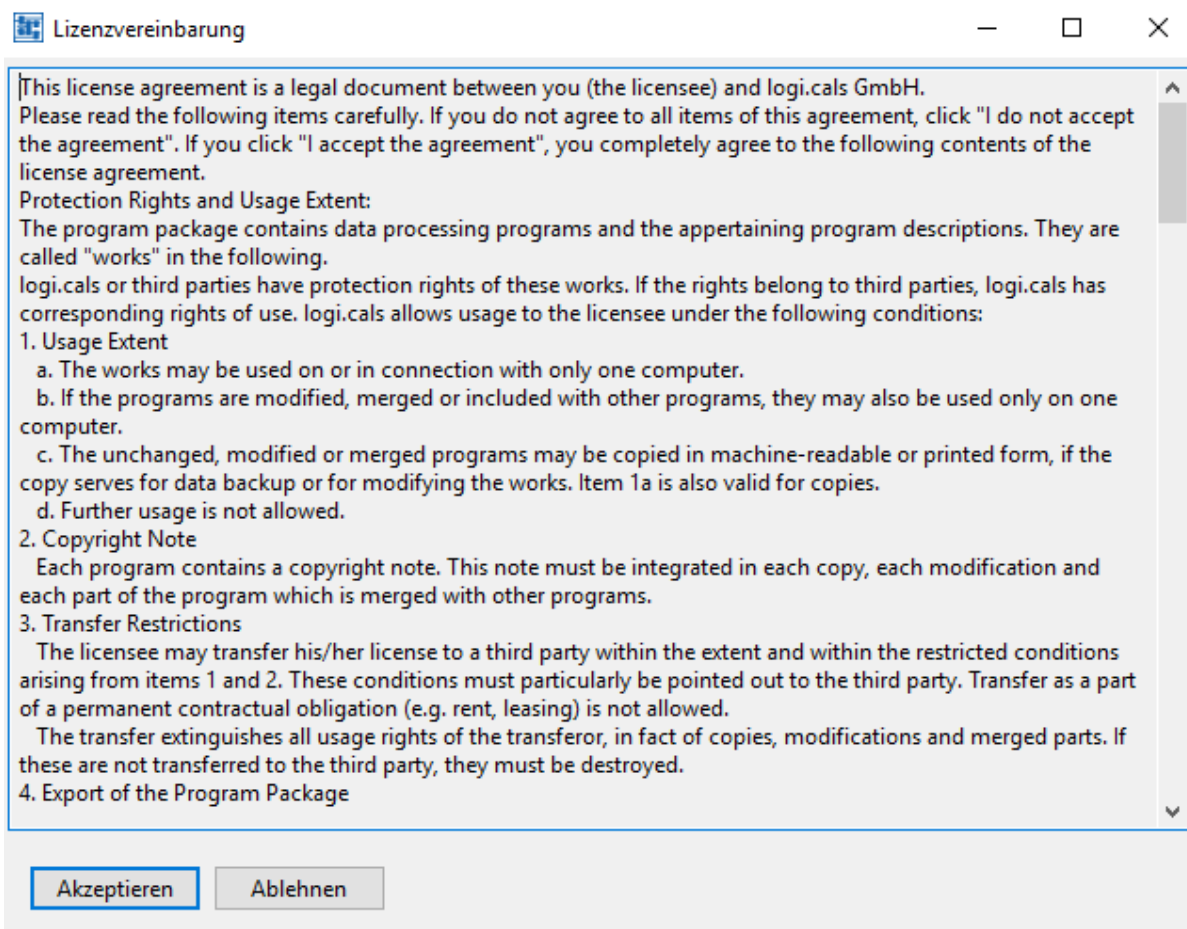 Lizenzvereinbarung
This license agreement is a legal document between you (the licensee) and logi.cals GmbH.
Please read the following items carefully. If you do not agree to all items of this agreement, click "I do not accept
the agreement". If you click "I accept the agreement", you completely agree to the following contents of the
license agreement.
Protection Rights and Usage Extent:
The program package contains data processing programs and the appertaining program descriptions. They are
called "works" in the following.
logi.cals or third parties have protection rights of these works. If the rights belong to third parties, logi.cals has
corresponding rights of use. logi.cals allows usage to the licensee under the following conditions:
1. Usage Extent
a. The works may be used on or in connection with only one computer.
b. If the programs are modified, merged or included with other programs, they may also be used only on one
computer.
c. The unchanged, modified or merged programs may be copied in machine-readable or printed form, if the
copy serves for data backup or for modifying the works. Item 1a is also valid for copies.
d. Further usage is not allowed.
2. Copyright Note
Each program contains a copyright note. This note must be integrated in each copy, each modification and
each part of the program which is merged with other programs.
3. Transfer Restrictions
The licensee may transfer his/her license to a third party within the extent and within the restricted conditions
arising from items 1 and 2. These conditions must particularly be pointed out to the third party. Transfer as a part
of a permanent contractual obligation (e.g. rent, leasing) is not allowed.
The transfer extinguishes all usage rights of the transferor, in fact of copies, modifications and merged parts. If
these are not transferred to the third party, they must be destroyed.
4. Export of the Program Package
Akzeptieren Ablehnen